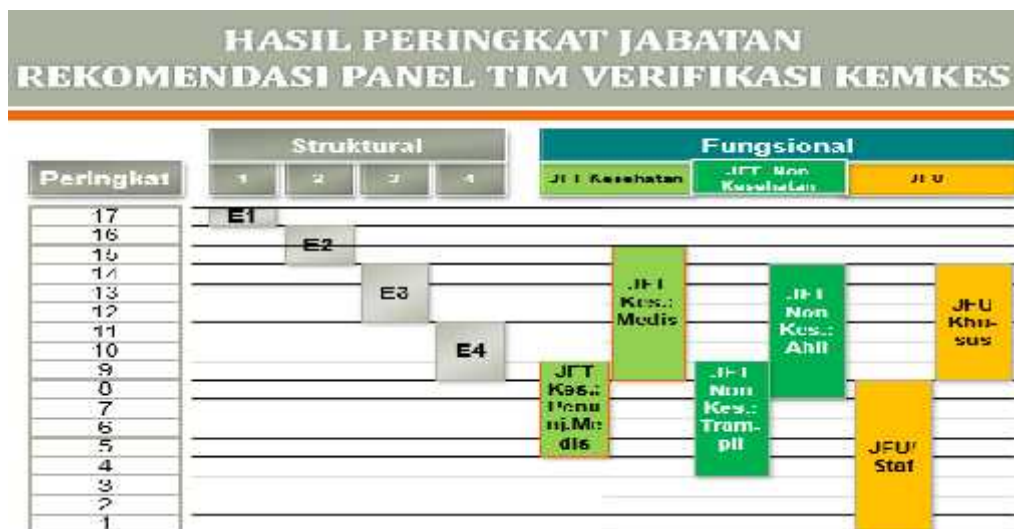 HASIL PERINGKAT JABATAN
REKOMENDASI PANEL TIM VERIFIKASI KEMKES
Struktural
Fungsional
Peringkat
1
2
3
4
JFT Kesehatan
JFT Non
Kesehatan
JFU
17
16
15
14
13
12
11
10
9
8
7
6
5
4
3
2
1
E1
E2
E3
E4
JFT
Kes.:
Penu
nj.Me
dis
JFT
Kes.:
Medis
JFT
Non
Kes.:
Tram-
pil
JFT
Non
Kes.:
Ahli
JFU/
Staf
JFU
Khu-
sus